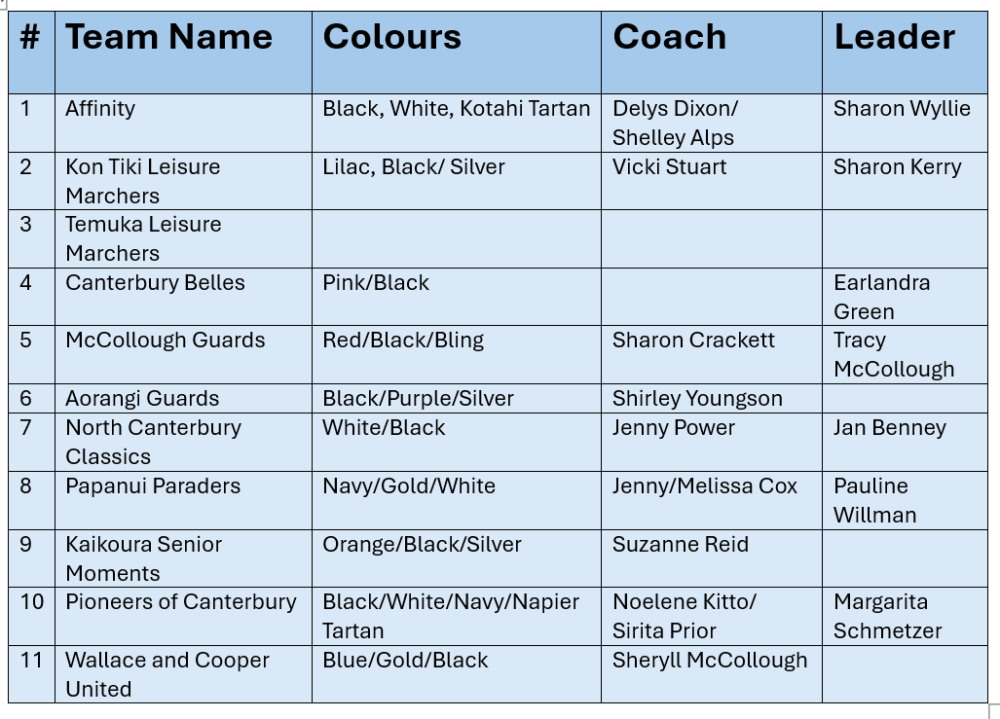 # Team Name Colours Coach Leader
1 Affinity Black, White, Kotahi Tartan Delys Dixon/ Sharon Wyllie
Shelley Alps
2 Kon Tiki Leisure Lilac, Black/ Silver Vicki Stuart Sharon Kerry
Marchers
3 Temuka Leisure
Marchers
4 Canterbury Belles Pink/Black Earlandra
Green
5 McCollough Guards Red/Black/Bling Sharon Crackett Tracy
McCollough
6 Aorangi Guards Black/Purple/Silver Shirley Youngson
7 North Canterbury White/Black Jenny Power Jan Benney
Classics
8 Papanui Paraders Navy/Gold/White Jenny/Melissa Cox Pauline
Willman
9 Kaikoura Senior Orange/Black/Silver Suzanne Reid
Moments
10 Pioneers of Canterbury Black/White/Navy/Napier Noelene Kitto/ Margarita
Tartan Sirita Prior Schmetzer
11 Wallace and Cooper Blue/Gold/Black Sheryll McCollough
United